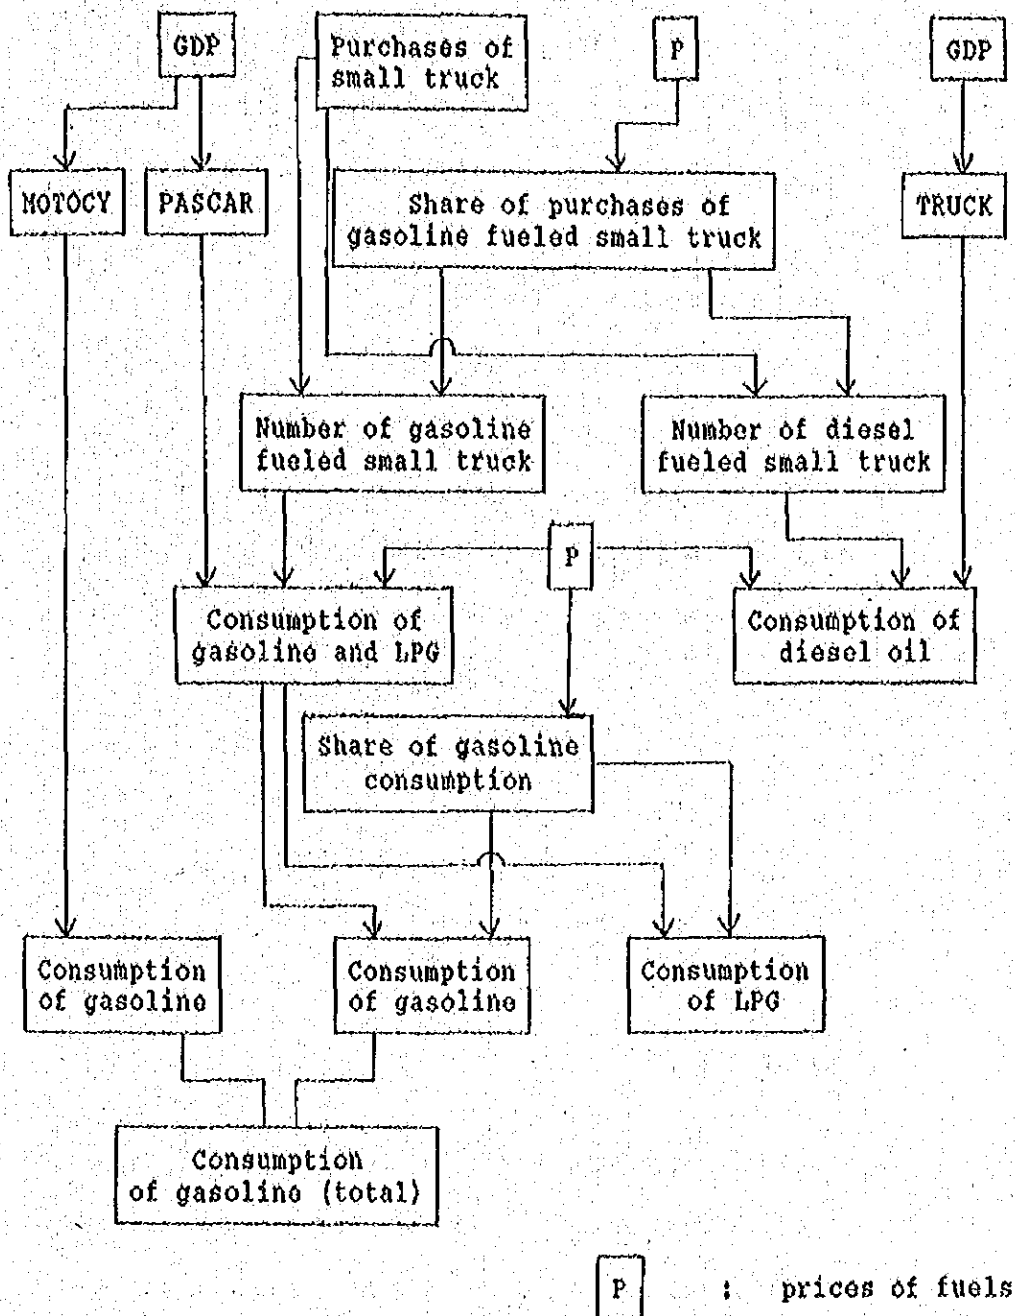 GDP
Purchases of
small truck
P
GDP
MOTOCY
PASCAR
Share of purchases of
gasoline fueled small truck
TRUCK
Number of gasoline
fueled small truck
Number of diesel
fueled small truck
P
Consumption of
gasoline and LPG
Consumption of
diesel oil
Share of gasoline
consumption
Consumption
of gasoline
Consumption
of gasoline
Consumption
of LPG
Consumption
of gasoline (total)
P : prices of fuels